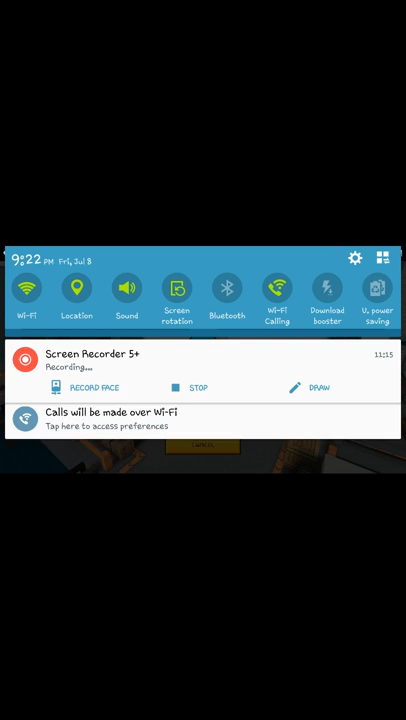 9:22 PM Fri, Jul 8
Wi-Fi
Location
Sound
Screen
rotation
Bluetooth
Wi-Fi
Calling
Download
booster
U. power
saving
Screen Recorder 5+ 11:15
Recording...
RECORD FACE STOP DRAW
Calls will be made over Wi-Fi
Tap here to access preferences